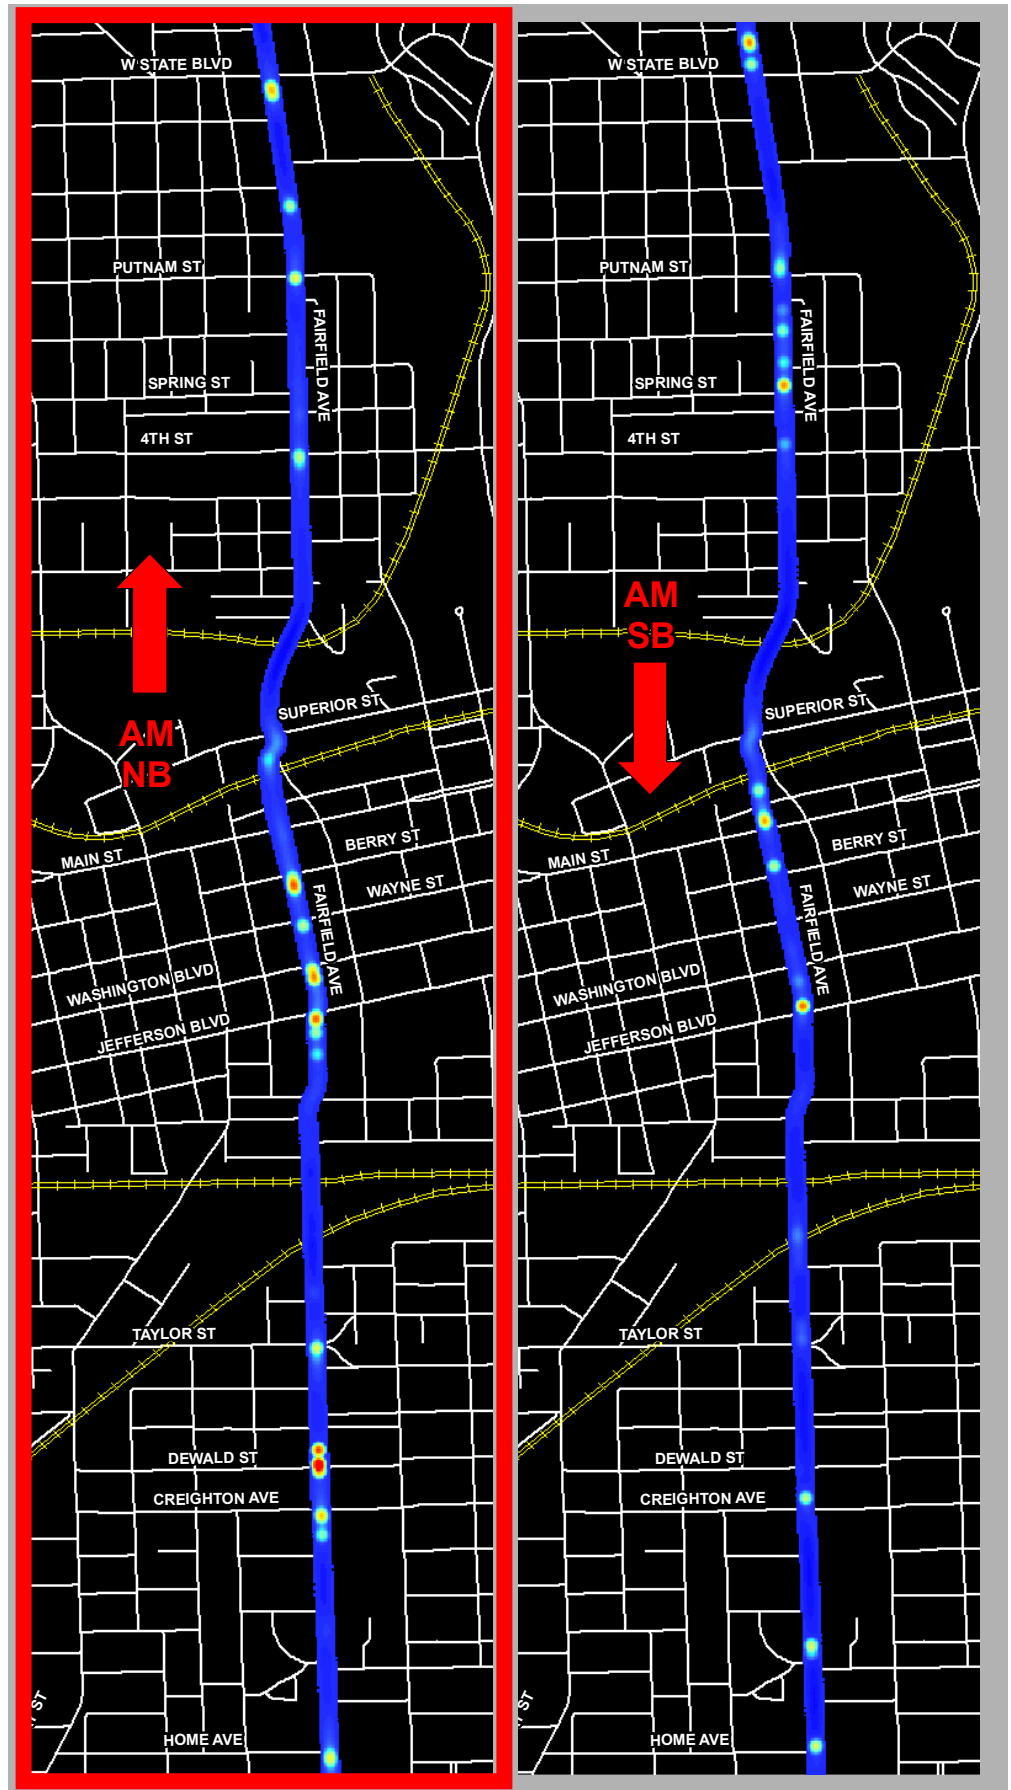 W STATE BLVD
PUTNAM ST
FAIRFIELD AVE
SPRING ST
4TH ST
AM
NB
SUPERIOR ST
MAIN ST
BERRY ST
WAYNE ST
FAIRFIELD AVE
WASHINGTON BLVD
JEFFERSON BLVD
TAYLOR ST
DEWALD ST
CREIGHTON AVE
ST
HOME AVE
W STATE BLVD
PUTNAM ST
FAIRFIELD AVE
SPRING ST
4TH ST
AM
SB
SUPERIOR ST
MAIN ST
BERRY ST
WAYNE ST
FAIRFIELD AVE
WASHINGTON BLVD
JEFFERSON BLVD
TAYLOR ST
DEWALD ST
CREIGHTON AVE
ST
HOME AVE